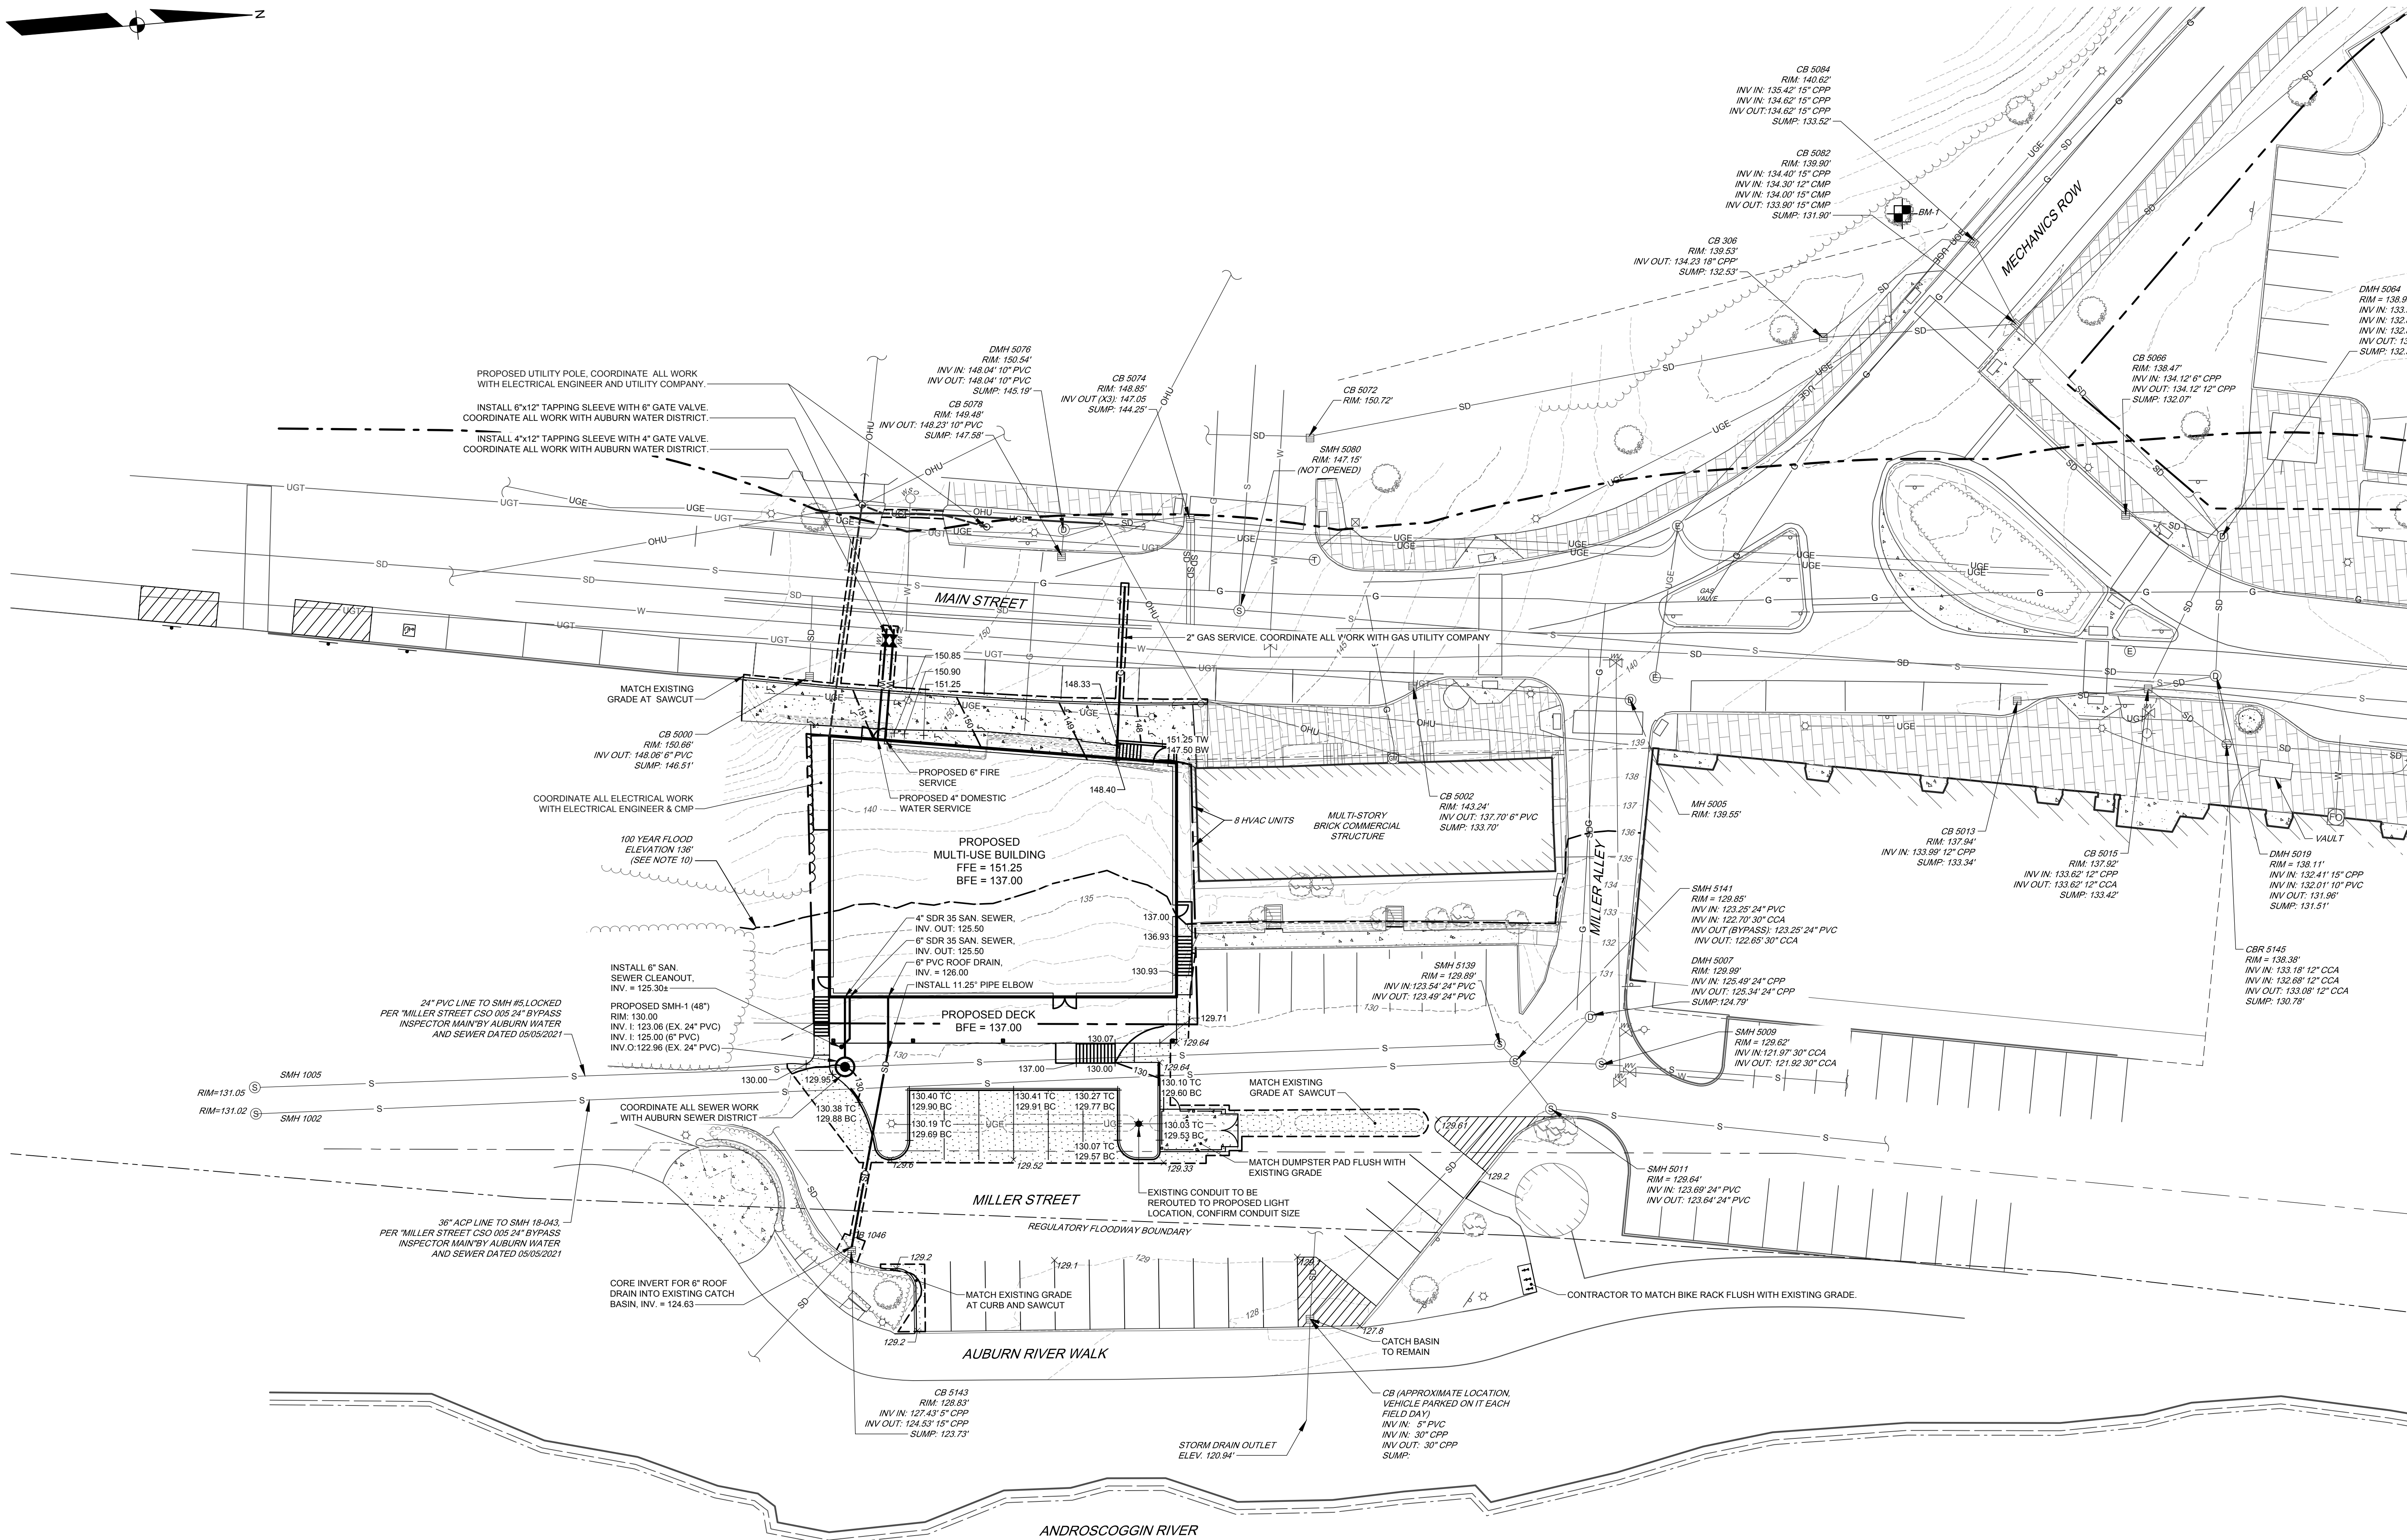 N
CB 5084
RIM: 140.62'
INV IN: 135.42' 15" CPP
INV IN: 134.62' 15" CPP
INV OUT:134.62' 15" CPP
SUMP: 133.52'
CB 5082
RIM: 139.90'
INV IN: 134.40' 15" CPP
INV IN: 134.30' 12" CMP
INV IN: 134.00' 15" CMP
INV OUT: 133.90' 15" CMP
SUMP: 131.90'
BM-1
MECHANICS ROW
CB 306
RIM: 139.53'
INV OUT: 134.23 18" CPP'
SUMP: 132.53'
DMH 5064
RIM = 138.9
INV IN: 133.
INV IN: 132.
INV IN: 132.
INV OUT: 13
SUMP: 132.
CB 5066
RIM: 138.47'
INV IN: 134.12' 6" CPP
INV OUT: 134.12' 12" CPP
SUMP: 132.07'
PROPOSED UTILITY POLE, COORDINATE ALL WORK
WITH ELECTRICAL ENGINEER AND UTILITY COMPANY.
INSTALL 6"x12" TAPPING SLEEVE WITH 6" GATE VALVE.
COORDINATE ALL WORK WITH AUBURN WATER DISTRICT.
INSTALL 4"x12" TAPPING SLEEVE WITH 4" GATE VALVE.
COORDINATE ALL WORK WITH AUBURN WATER DISTRICT.
DMH 5076
RIM: 150.54'
INV IN: 148.04' 10" PVC
INV OUT: 148.04' 10" PVC
SUMP: 145.19'
CB 5078
RIM: 149.48'
INV OUT: 148.23' 10" PVC
SUMP: 147.58'
CB 5074
RIM: 148.85'
INV OUT (X3): 147.05
SUMP: 144.25'
CB 5072
RIM: 150.72'
SMH 5080
RIM: 147.15'
(NOT OPENED)
MAIN STREET
GAS
VALVE
2" GAS SERVICE. COORDINATE ALL WORK WITH GAS UTILITY COMPANY
150.85
150.90
151.25
148.33
MATCH EXISTING
GRADE AT SAWCUT
CB 5000
RIM: 150.66'
INV OUT: 148.06' 6" PVC
SUMP: 146.51'
151
150
149
148
151.25 TW
147.50 BW
148.40
PROPOSED 6" FIRE
SERVICE
PROPOSED 4" DOMESTIC
WATER SERVICE
COORDINATE ALL ELECTRICAL WORK
WITH ELECTRICAL ENGINEER & CMP
100 YEAR FLOOD
ELEVATION 136'
(SEE NOTE 10)
PROPOSED
MULTI-USE BUILDING
FFE = 151.25
BFE = 137.00
8 HVAC UNITS
MULTI-STORY
BRICK COMMERCIAL
STRUCTURE
CB 5002
RIM: 143.24'
INV OUT: 137.70' 6" PVC
SUMP: 133.70'
MH 5005
RIM: 139.55'
CB 5013
RIM: 137.94'
INV IN: 133.99' 12" CPP
SUMP: 133.34'
CB 5015
RIM: 137.92'
INV IN: 133.62' 12" CPP
INV OUT: 133.62' 12" CCA
SUMP: 133.42'
VAULT
DMH 5019
RIM = 138.11'
INV IN: 132.41' 15" CPP
INV IN: 132.01' 10" PVC
INV OUT: 131.96'
SUMP: 131.51'
CBR 5145
RIM = 138.38'
INV IN: 133.18' 12" CCA
INV IN: 132.68' 12" CCA
INV OUT: 133.08' 12" CCA
SUMP: 130.78'
MILLER ALLEY
140
139
138
137
136
135
134
133
132
131
SMH 5141
RIM = 129.85'
INV IN: 123.25' 24" PVC
INV IN: 122.70' 30" CCA
INV OUT (BYPASS): 123.25' 24" PVC
INV OUT: 122.65' 30" CCA
DMH 5007
RIM: 129.99'
INV IN: 125.49' 24" CPP
INV OUT: 125.34' 24" CPP
SUMP:124.79'
SMH 5009
RIM = 129.62'
INV IN:121.97' 30" CCA
INV OUT: 121.92 30" CCA
SMH 5139
RIM = 129.89'
INV IN:123.54' 24" PVC
INV OUT: 123.49' 24" PVC
4" SDR 35 SAN. SEWER,
INV. OUT: 125.50
6" SDR 35 SAN. SEWER,
INV. OUT: 125.50
6" PVC ROOF DRAIN,
INV. = 126.00
INSTALL 11.25° PIPE ELBOW
137.00
136.93
130.93
INSTALL 6" SAN.
SEWER CLEANOUT,
INV. = 125.30±
PROPOSED SMH-1 (48")
RIM: 130.00
INV. I: 123.06 (EX. 24" PVC)
INV. I: 125.00 (6" PVC)
INV.O:122.96 (EX. 24" PVC)
24" PVC LINE TO SMH #5,LOCKED
PER "MILLER STREET CSO 005 24" BYPASS
INSPECTOR MAIN"BY AUBURN WATER
AND SEWER DATED 05/05/2021
PROPOSED DECK
BFE = 137.00
129.71
130.07
129.64
137.00
130.00
129.64
130.00
129.95
SMH 1005
RIM=131.05
RIM=131.02
SMH 1002
COORDINATE ALL SEWER WORK
WITH AUBURN SEWER DISTRICT
130.38 TC
129.88 BC
130.40 TC
129.90 BC
130.41 TC
129.91 BC
130.27 TC
129.77 BC
130.10 TC
129.60 BC
130.19 TC
129.69 BC
130.07 TC
129.57 BC
130.03 TC
129.53 BC
129.6
129.52
129.33
MATCH EXISTING
GRADE AT SAWCUT
129.61
129.2
MATCH DUMPSTER PAD FLUSH WITH
EXISTING GRADE
EXISTING CONDUIT TO BE
REROUTED TO PROPOSED LIGHT
LOCATION, CONFIRM CONDUIT SIZE
SMH 5011
RIM = 129.64'
INV IN: 123.69' 24" PVC
INV OUT: 123.64' 24" PVC
MILLER STREET
REGULATORY FLOODWAY BOUNDARY
36" ACP LINE TO SMH 18-043,
PER "MILLER STREET CSO 005 24" BYPASS
INSPECTOR MAIN"BY AUBURN WATER
AND SEWER DATED 05/05/2021
CORE INVERT FOR 6" ROOF
DRAIN INTO EXISTING CATCH
BASIN, INV. = 124.63
129.2
129.1
129
128
127.8
129.2
MATCH EXISTING GRADE
AT CURB AND SAWCUT
CONTRACTOR TO MATCH BIKE RACK FLUSH WITH EXISTING GRADE.
CATCH BASIN
TO REMAIN
AUBURN RIVER WALK
CB 5143
RIM: 128.83'
INV IN: 127.43' 5" CPP
INV OUT: 124.53' 15" CPP
SUMP: 123.73'
STORM DRAIN OUTLET
ELEV. 120.94'
CB (APPROXIMATE LOCATION,
VEHICLE PARKED ON IT EACH
FIELD DAY)
INV IN: 5" PVC
INV IN: 30" CPP
INV OUT: 30" CPP
SUMP:
ANDROSCOGGIN RIVER